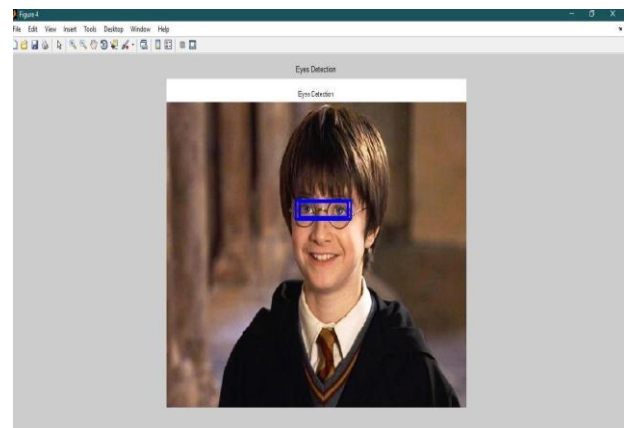 Figure 4
File Edit View Insert Tools Desktop Window Help
Eyes Detection
Eyes Detection